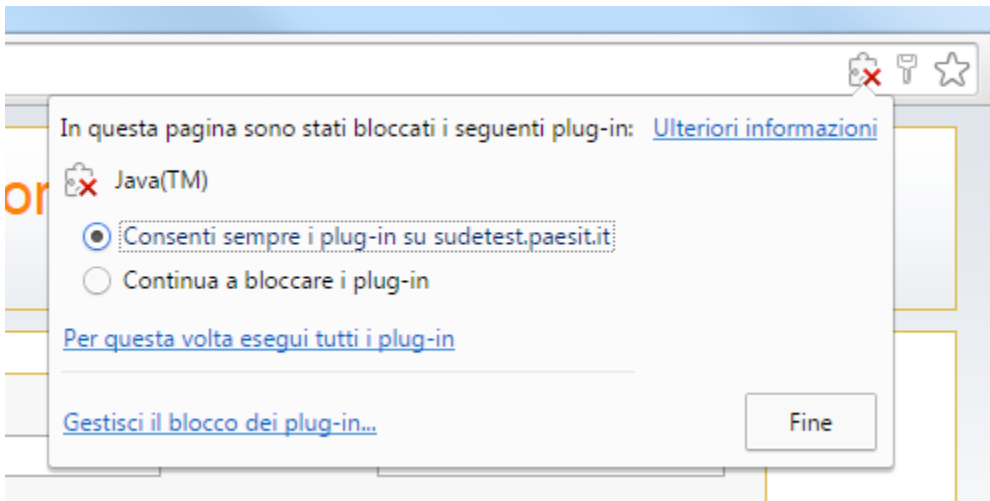 In questa pagina sono stati bloccati i seguenti plug-in: Ulteriori informazioni
or
Java(TM)
Consenti sempre i plug-in su sudetest.paesit.it
Continua a bloccare i plug-in
Per questa volta esegui tutti i plug-in
Gestisci il blocco dei plug-in...
Fine